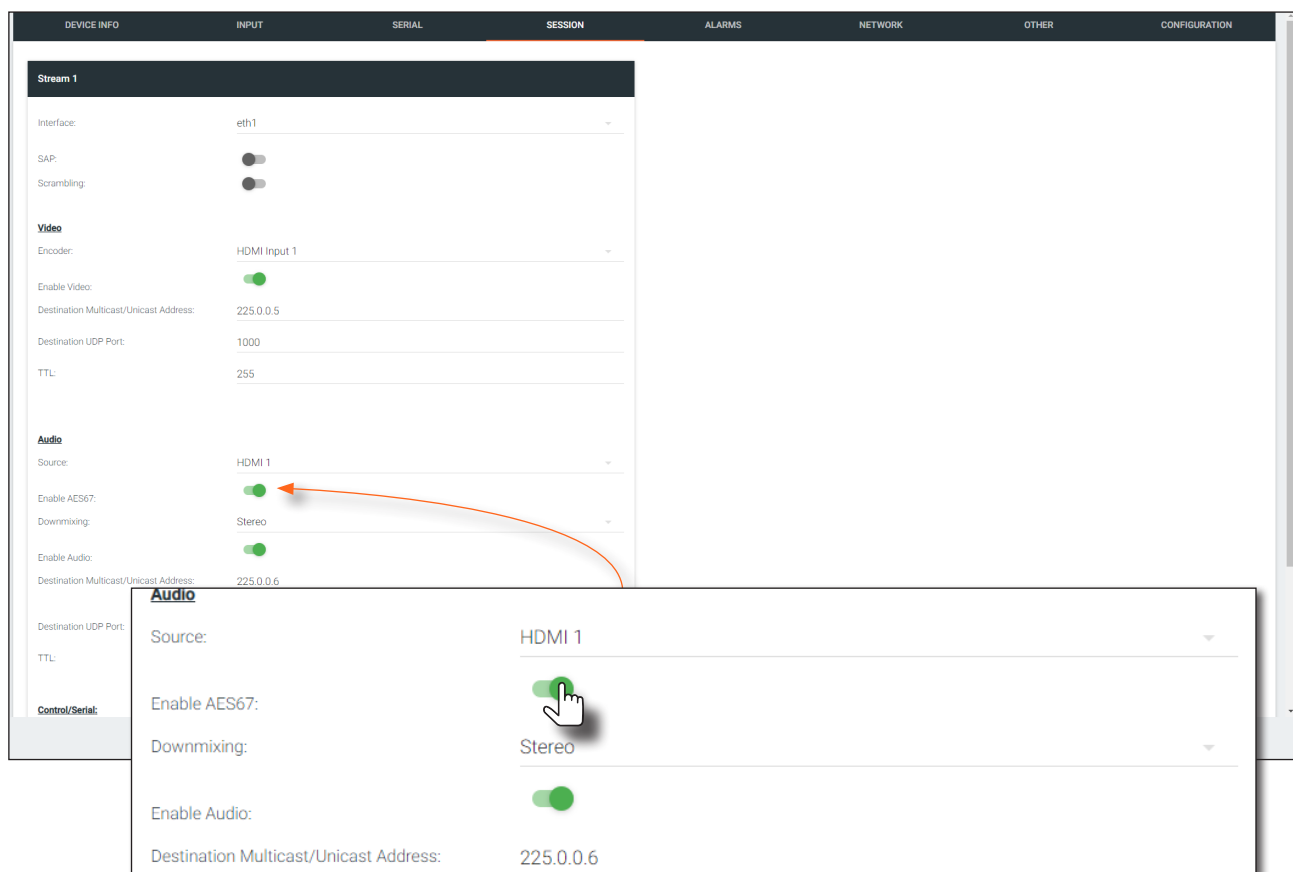 DEVICE INFO INPUT SERIAL SESSION ALARMS NETWORK OTHER CONFIGURATION
Stream 1
Interface: eth1
SAP:
Scrambling:
Video
Encoder: HDMI Input 1
Enable Video:
Destination Multicast/Unicast Address: 225.0.0.5
Destination UDP Port: 1000
TTL: 255
Audio
Source: HDMI 1
Enable AES67:
Downmixing: Stereo
Enable Audio:
Destination Multicast/Unicast Address: 225.0.0.6
Destination UDP Port:
TTL:
Control/Serial:
Audio
Source: HDMI 1
Enable AES67:
Downmixing: Stereo
Enable Audio:
Destination Multicast/Unicast Address: 225.0.0.6